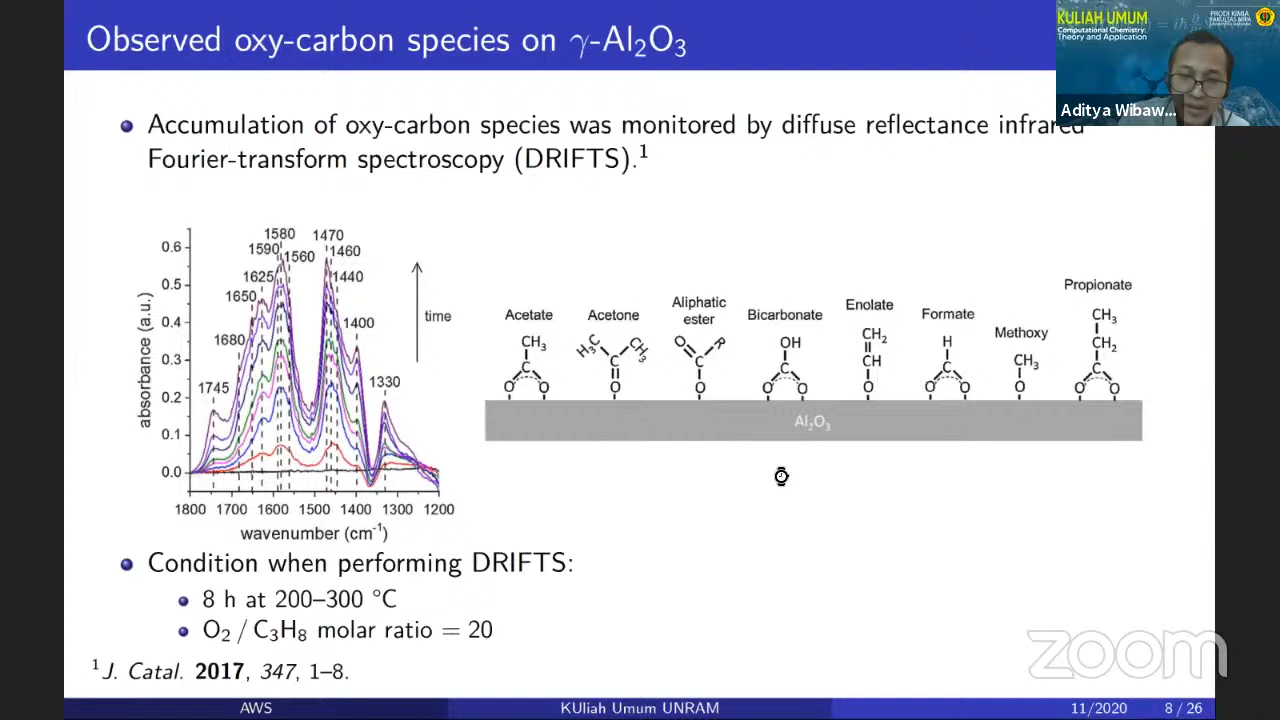 Observed oxy-carbon species on γ-Al₂O₃
KULIAH UMUM
Computational Chemistry:
Theory and Application
PRODI KIMIA
Aditya Wibaw...
Accumulation of oxy-carbon species was monitored by diffuse reflectance infrared
Fourier-transform spectroscopy (DRIFTS).¹
absorbance (a.u.)
0.6
0.5
0.4
0.3
0.2
0.1
0.0
1745
1680
1650
1625
1590
1580
1560
1470
1460
1440
1400
1330
time
1800 1700 1600 1500 1400 1300 1200
wavenumber (cm⁻¹)
Acetate
CH₃
C
O O
Acetone
H₃C CH₃
C
O
Aliphatic
ester
O R
C
O
Bicarbonate
OH
C
O O
Enolate
CH₂
CH
O
Formate
H
C
O O
Methoxy
CH₃
O
Propionate
CH₃
CH₂
C
O O
Al₂O₃
Condition when performing DRIFTS:
8 h at 200–300 °C
O₂ / C₃H₈ molar ratio = 20
¹J. Catal. 2017, 347, 1–8.
zoom
AWS
KUliah Umum UNRAM
11/2020
8 / 26